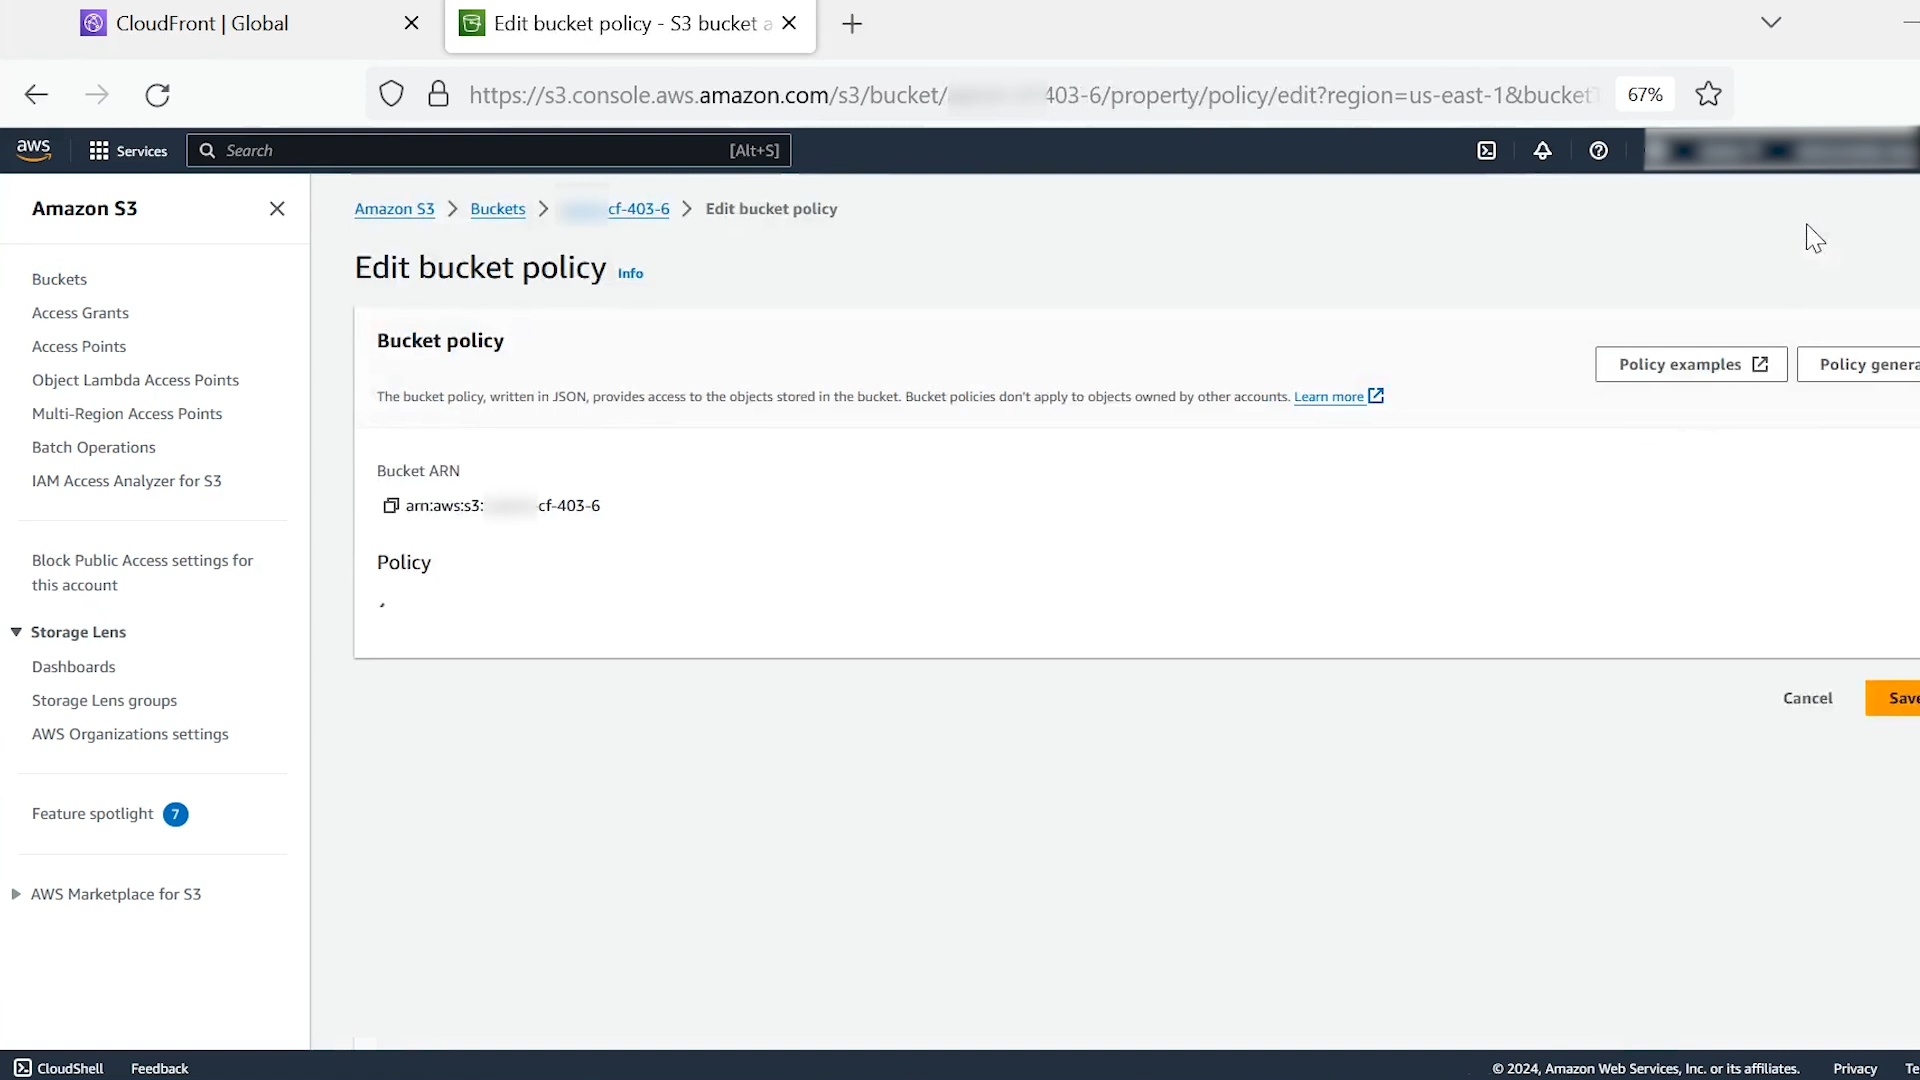 CloudFront | Global
Edit bucket policy - S3 bucket a
https://s3.console.aws.amazon.com/s3/bucket/ 403-6/property/policy/edit?region=us-east-1&bucket
67%
aws
Services
Search
[Alt+S]
Amazon S3
Buckets
Access Grants
Access Points
Object Lambda Access Points
Multi-Region Access Points
Batch Operations
IAM Access Analyzer for S3
Block Public Access settings for
this account
Storage Lens
Dashboards
Storage Lens groups
AWS Organizations settings
Feature spotlight 7
AWS Marketplace for S3
Amazon S3 > Buckets > cf-403-6 > Edit bucket policy
Edit bucket policy Info
Bucket policy
Policy examples
Policy genera
The bucket policy, written in JSON, provides access to the objects stored in the bucket. Bucket policies don't apply to objects owned by other accounts. Learn more
Bucket ARN
arn:aws:s3: cf-403-6
Policy
Cancel
Save
CloudShell
Feedback
© 2024, Amazon Web Services, Inc. or its affiliates.
Privacy
Te